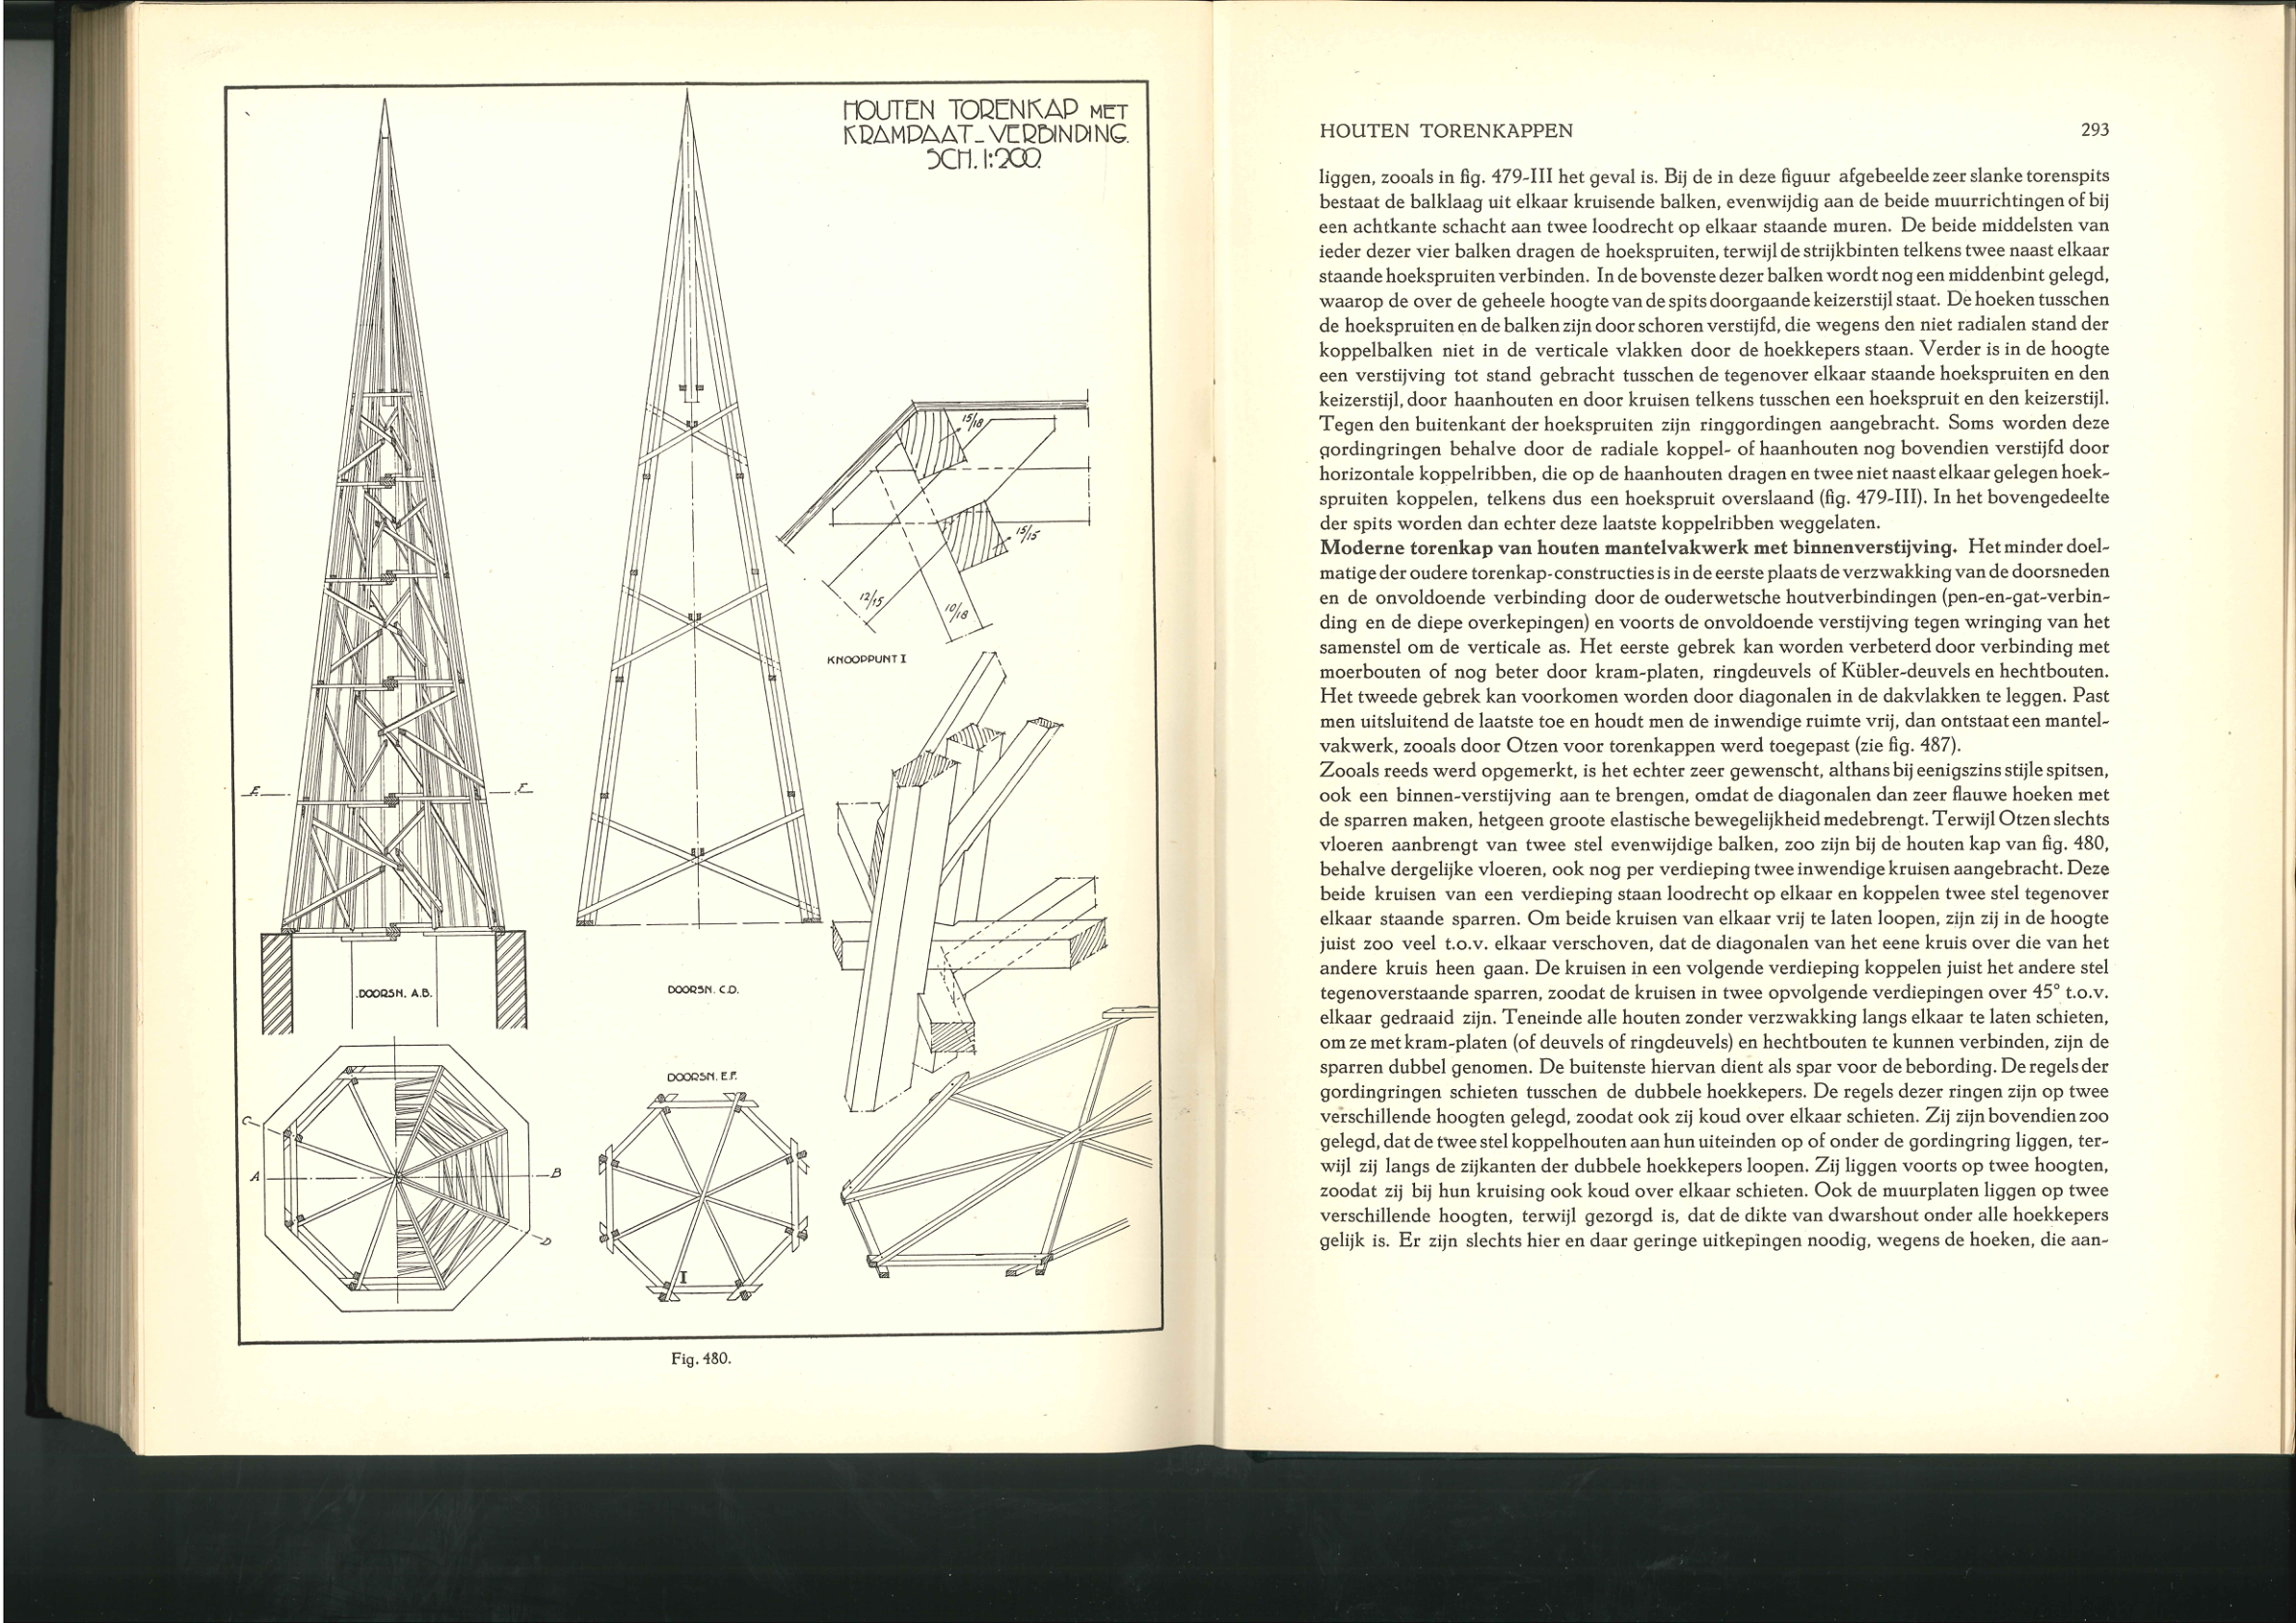 HOUTEN TORENKAP MET
KRAMPLAAT-VERBINDING.
SCH. 1:200.
15/18
15/15
12/15
10/18
KNOOPPUNT I
E
F
DOORSN. A.B.
DOORSN. C.D.
DOORSN. E.F.
C
A
B
D
I
Fig. 480.
HOUTEN TORENKAPPEN 293
liggen, zooals in fig. 479-III het geval is. Bij de in deze figuur afgebeelde zeer slanke torenspits
bestaat de balklaag uit elkaar kruisende balken, evenwijdig aan de beide muurrichtingen of bij
een achtkante schacht aan twee loodrecht op elkaar staande muren. De beide middelsten van
ieder dezer vier balken dragen de hoekspruiten, terwijl de strijkbinten telkens twee naast elkaar
staande hoekspruiten verbinden. In de bovenste dezer balken wordt nog een middenbint gelegd,
waarop de over de geheele hoogte van de spits doorgaande keizerstijl staat. De hoeken tusschen
de hoekspruiten en de balken zijn door schoren verstijfd, die wegens den niet radialen stand der
koppelbalken niet in de verticale vlakken door de hoekkepers staan. Verder is in de hoogte
een verstijving tot stand gebracht tusschen de tegenover elkaar staande hoekspruiten en den
keizerstijl, door haanhouten en door kruisen telkens tusschen een hoekspruit en den keizerstijl.
Tegen den buitenkant der hoekspruiten zijn ringgordingen aangebracht. Soms worden deze
gordingringen behalve door de radiale koppel- of haanhouten nog bovendien verstijfd door
horizontale koppelribben, die op de haanhouten dragen en twee niet naast elkaar gelegen hoek-
spruiten koppelen, telkens dus een hoekspruit overslaand (fig. 479-III). In het bovengedeelte
der spits worden dan echter deze laatste koppelribben weggelaten.
Moderne torenkap van houten mantelvakwerk met binnenverstijving. Het minder doel-
matige der oudere torenkap-constructies is in de eerste plaats de verzwakking van de doorsneden
en de onvoldoende verbinding door de ouderwetsche houtverbindingen (pen-en-gat-verbin-
ding en de diepe overkepingen) en voorts de onvoldoende verstijving tegen wringing van het
samenstel om de verticale as. Het eerste gebrek kan worden verbeterd door verbinding met
moerbouten of nog beter door kram-platen, ringdeuvels of Kübler-deuvels en hechtbouten.
Het tweede gebrek kan voorkomen worden door diagonalen in de dakvlakken te leggen. Past
men uitsluitend de laatste toe en houdt men de inwendige ruimte vrij, dan ontstaat een mantel-
vakwerk, zooals door Otzen voor torenkappen werd toegepast (zie fig. 487).
Zooals reeds werd opgemerkt, is het echter zeer gewenscht, althans bij eenigszins stijle spitsen,
ook een binnen-verstijving aan te brengen, omdat de diagonalen dan zeer flauwe hoeken met
de sparren maken, hetgeen groote elastische bewegelijkheid medebrengt. Terwijl Otzen slechts
vloeren aanbrengt van twee stel evenwijdige balken, zoo zijn bij de houten kap van fig. 480,
behalve dergelijke vloeren, ook nog per verdieping twee inwendige kruisen aangebracht. Deze
beide kruisen van een verdieping staan loodrecht op elkaar en koppelen twee stel tegenover
elkaar staande sparren. Om beide kruisen van elkaar vrij te laten loopen, zijn zij in de hoogte
juist zoo veel t.o.v. elkaar verschoven, dat de diagonalen van het eene kruis over die van het
andere kruis heen gaan. De kruisen in een volgende verdieping koppelen juist het andere stel
tegenoverstaande sparren, zoodat de kruisen in twee opvolgende verdiepingen over 45° t.o.v.
elkaar gedraaid zijn. Teneinde alle houten zonder verzwakking langs elkaar te laten schieten,
om ze met kram-platen (of deuvels of ringdeuvels) en hechtbouten te kunnen verbinden, zijn de
sparren dubbel genomen. De buitenste hiervan dient als spar voor de bebording. De regels der
gordingringen schieten tusschen de dubbele hoekkepers. De regels dezer ringen zijn op twee
verschillende hoogten gelegd, zoodat ook zij koud over elkaar schieten. Zij zijn bovendien zoo
gelegd, dat de twee stel koppelhouten aan hun uiteinden op of onder de gordingring liggen, ter-
wijl zij langs de zijkanten der dubbele hoekkepers loopen. Zij liggen voorts op twee hoogten,
zoodat zij bij hun kruising ook koud over elkaar schieten. Ook de muurplaten liggen op twee
verschillende hoogten, terwijl gezorgd is, dat de dikte van dwarshout onder alle hoekkepers
gelijk is. Er zijn slechts hier en daar geringe uitkepingen noodig, wegens de hoeken, die aan-